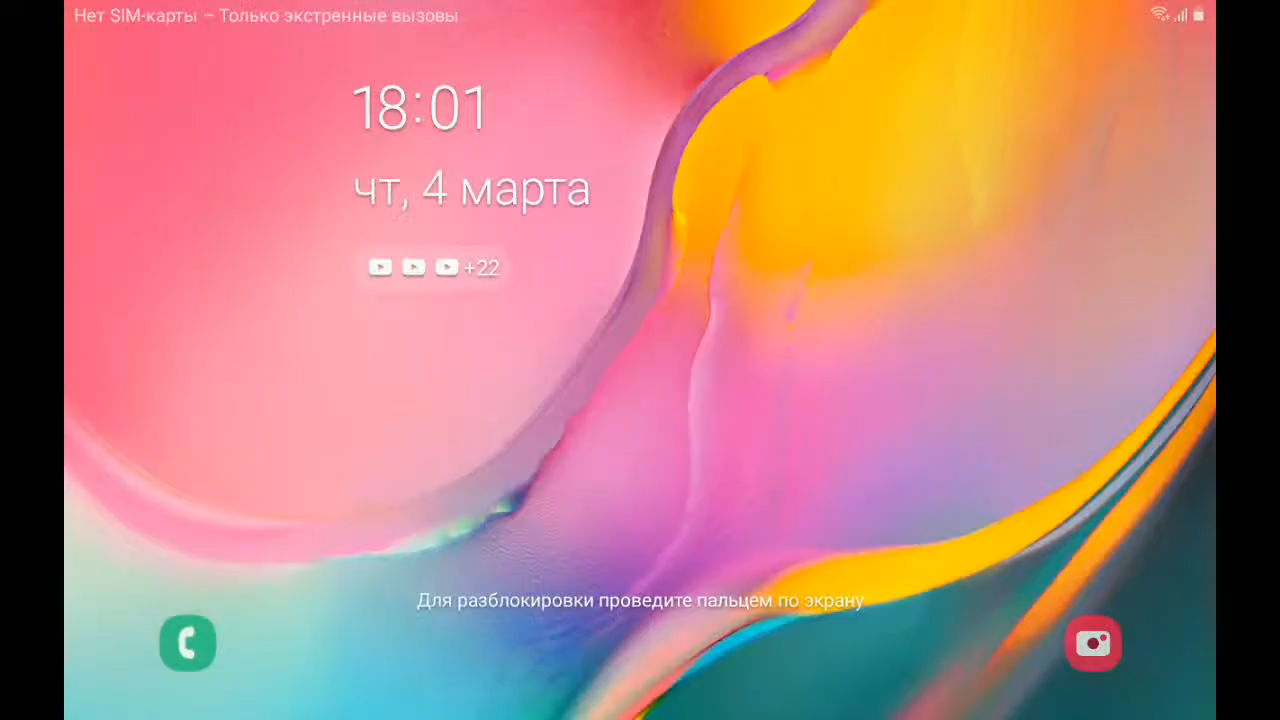 Нет SIM-карты – Только экстренные вызовы
18:01
чт, 4 марта
+22
Для разблокировки проведите пальцем по экрану